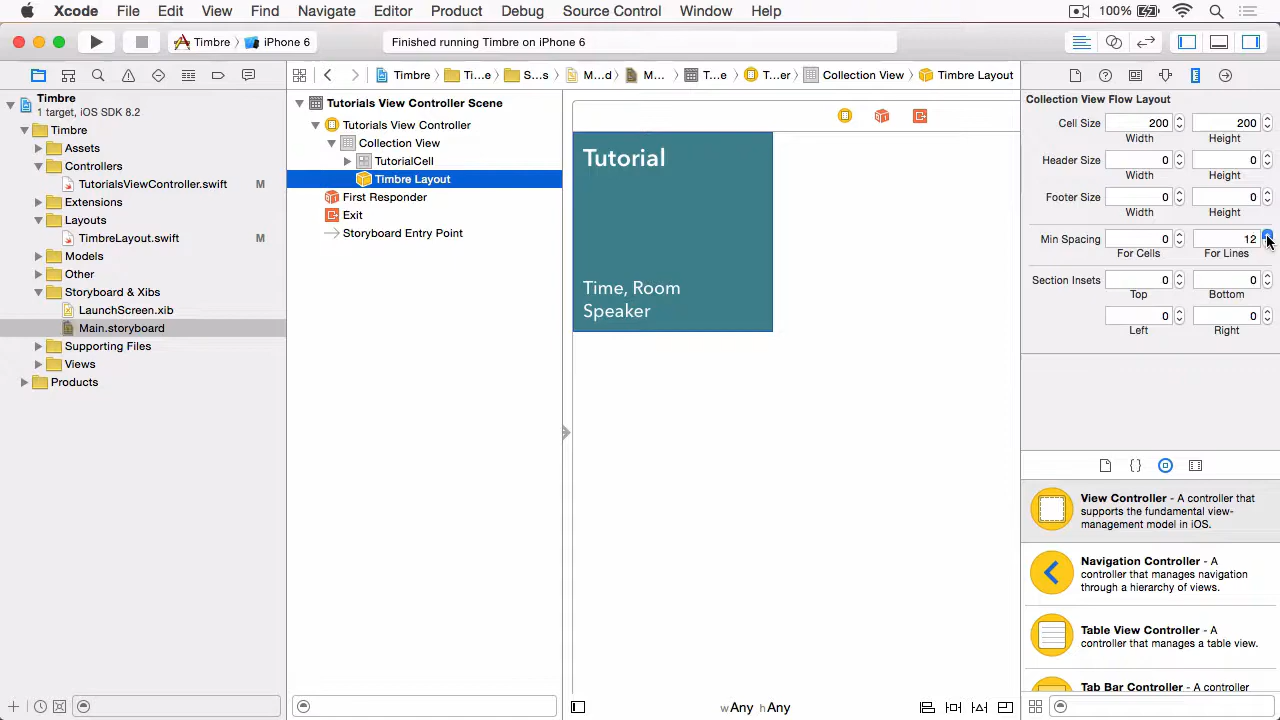 Xcode File Edit View Find Navigate Editor Product Debug Source Control Window Help 100%
Timbre iPhone 6 Finished running Timbre on iPhone 6
Timbre Ti...e S...s M...d M... T...e T...er Collection View Timbre Layout
Timbre
1 target, iOS SDK 8.2
Timbre
Assets
Controllers
TutorialsViewController.swift M
Extensions
Layouts
TimbreLayout.swift M
Models
Other
Storyboard & Xibs
LaunchScreen.xib
Main.storyboard
Supporting Files
Views
Products
Tutorials View Controller Scene
Tutorials View Controller
Collection View
TutorialCell
Timbre Layout
First Responder
Exit
Storyboard Entry Point
Tutorial
Time, Room
Speaker
wAny hAny
Collection View Flow Layout
Cell Size 200 200
Width Height
Header Size 0 0
Width Height
Footer Size 0 0
Width Height
Min Spacing 0 12
For Cells For Lines
Section Insets 0 0
Top Bottom
0 0
Left Right
View Controller - A controller that
supports the fundamental view-
management model in iOS.
Navigation Controller - A
controller that manages navigation
through a hierarchy of views.
Table View Controller - A
controller that manages a table view.
Tab Bar Controller - A controller